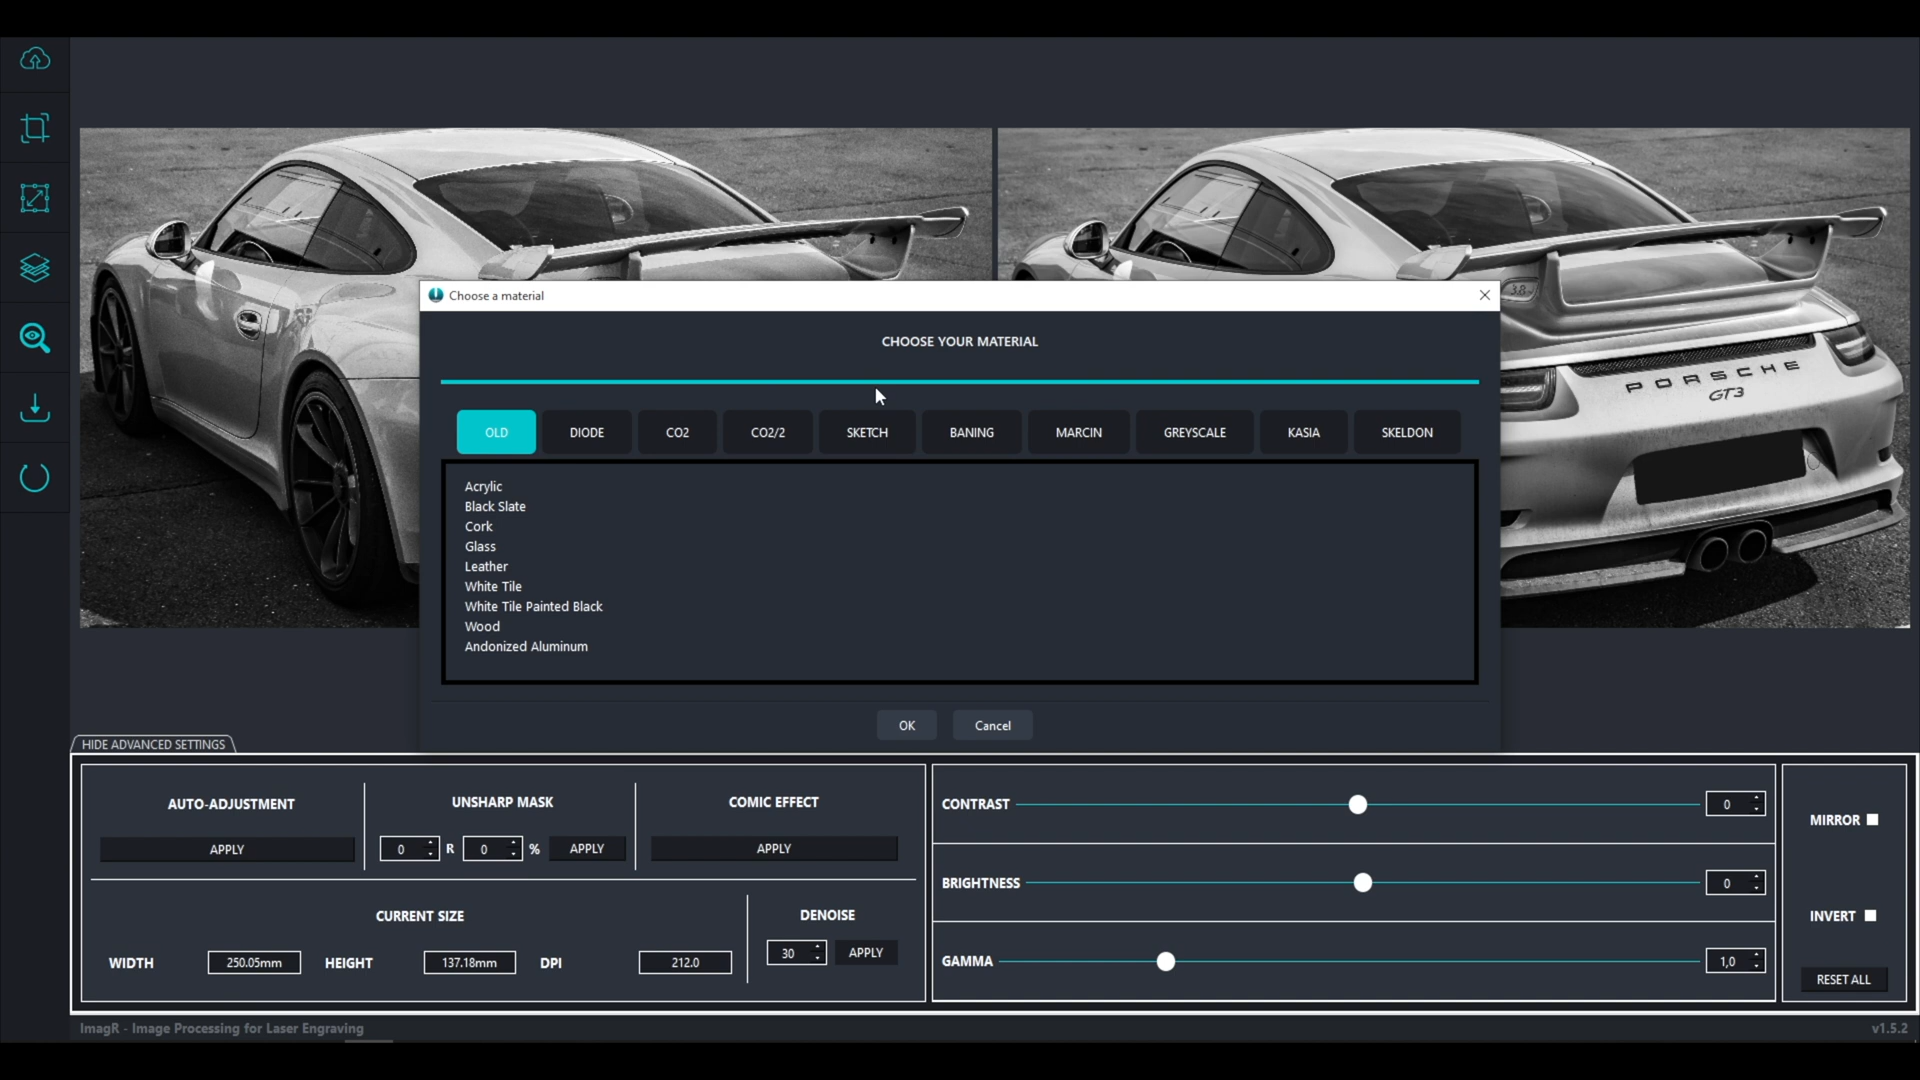 3.8
PORSCHE
GT3
Choose a material
CHOOSE YOUR MATERIAL
OLD DIODE CO2 CO2/2 SKETCH BANING MARCIN GREYSCALE KASIA SKELDON
Acrylic
Black Slate
Cork
Glass
Leather
White Tile
White Tile Painted Black
Wood
Andonized Aluminum
OK Cancel
HIDE ADVANCED SETTINGS
AUTO-ADJUSTMENT
APPLY
UNSHARP MASK
0 R 0 % APPLY
COMIC EFFECT
APPLY
CURRENT SIZE
WIDTH 250.05mm HEIGHT 137.18mm DPI 212.0
DENOISE
30 APPLY
CONTRAST 0
BRIGHTNESS 0
GAMMA 1,0
MIRROR
INVERT
RESET ALL
ImagR - Image Processing for Laser Engraving
v1.5.2